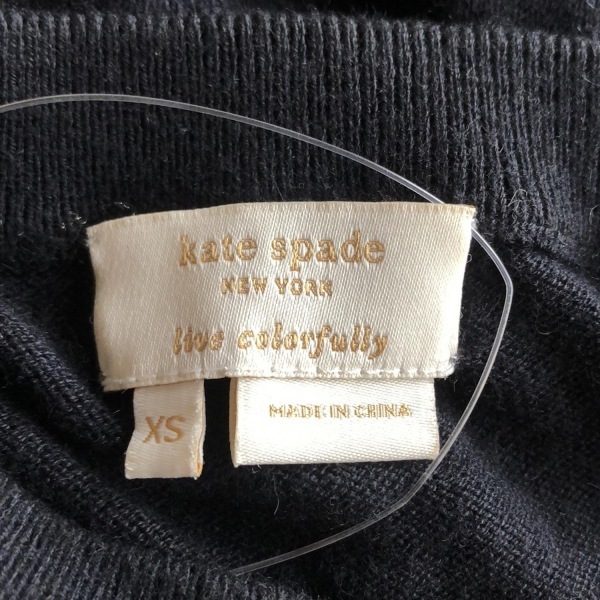 kate spade
NEW YORK
live colorfully
XS
MADE IN CHINA